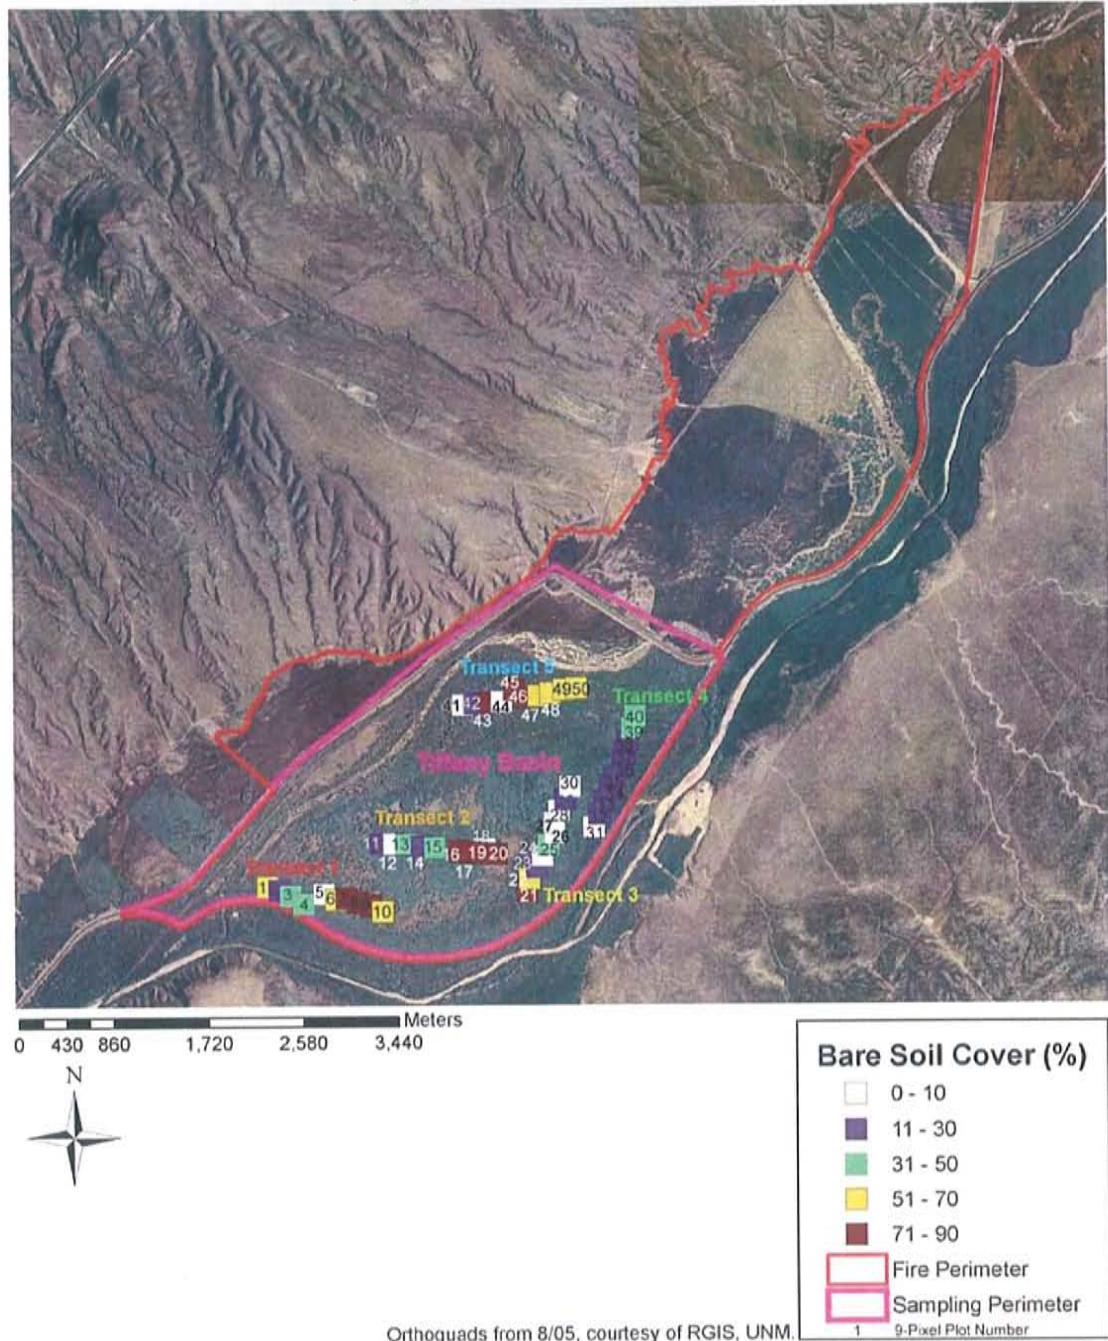 Transect 5
45
4950
1 42 44 46
43 47 48
Transect 4
40
39
Tiffany Basin
30
28
31
7 26
Transect 2
11 13 15 16 18 19 20
12 14 17
24 25
23
2
21 Transect 3
Transect 1
1 3 4 5 6 10
Meters
0 430 860 1,720 2,580 3,440
N
Bare Soil Cover (%)
0 - 10
11 - 30
31 - 50
51 - 70
71 - 90
Fire Perimeter
Sampling Perimeter
1 9-Pixel Plot Number
Orthoquads from 8/05, courtesy of RGIS, UNM.